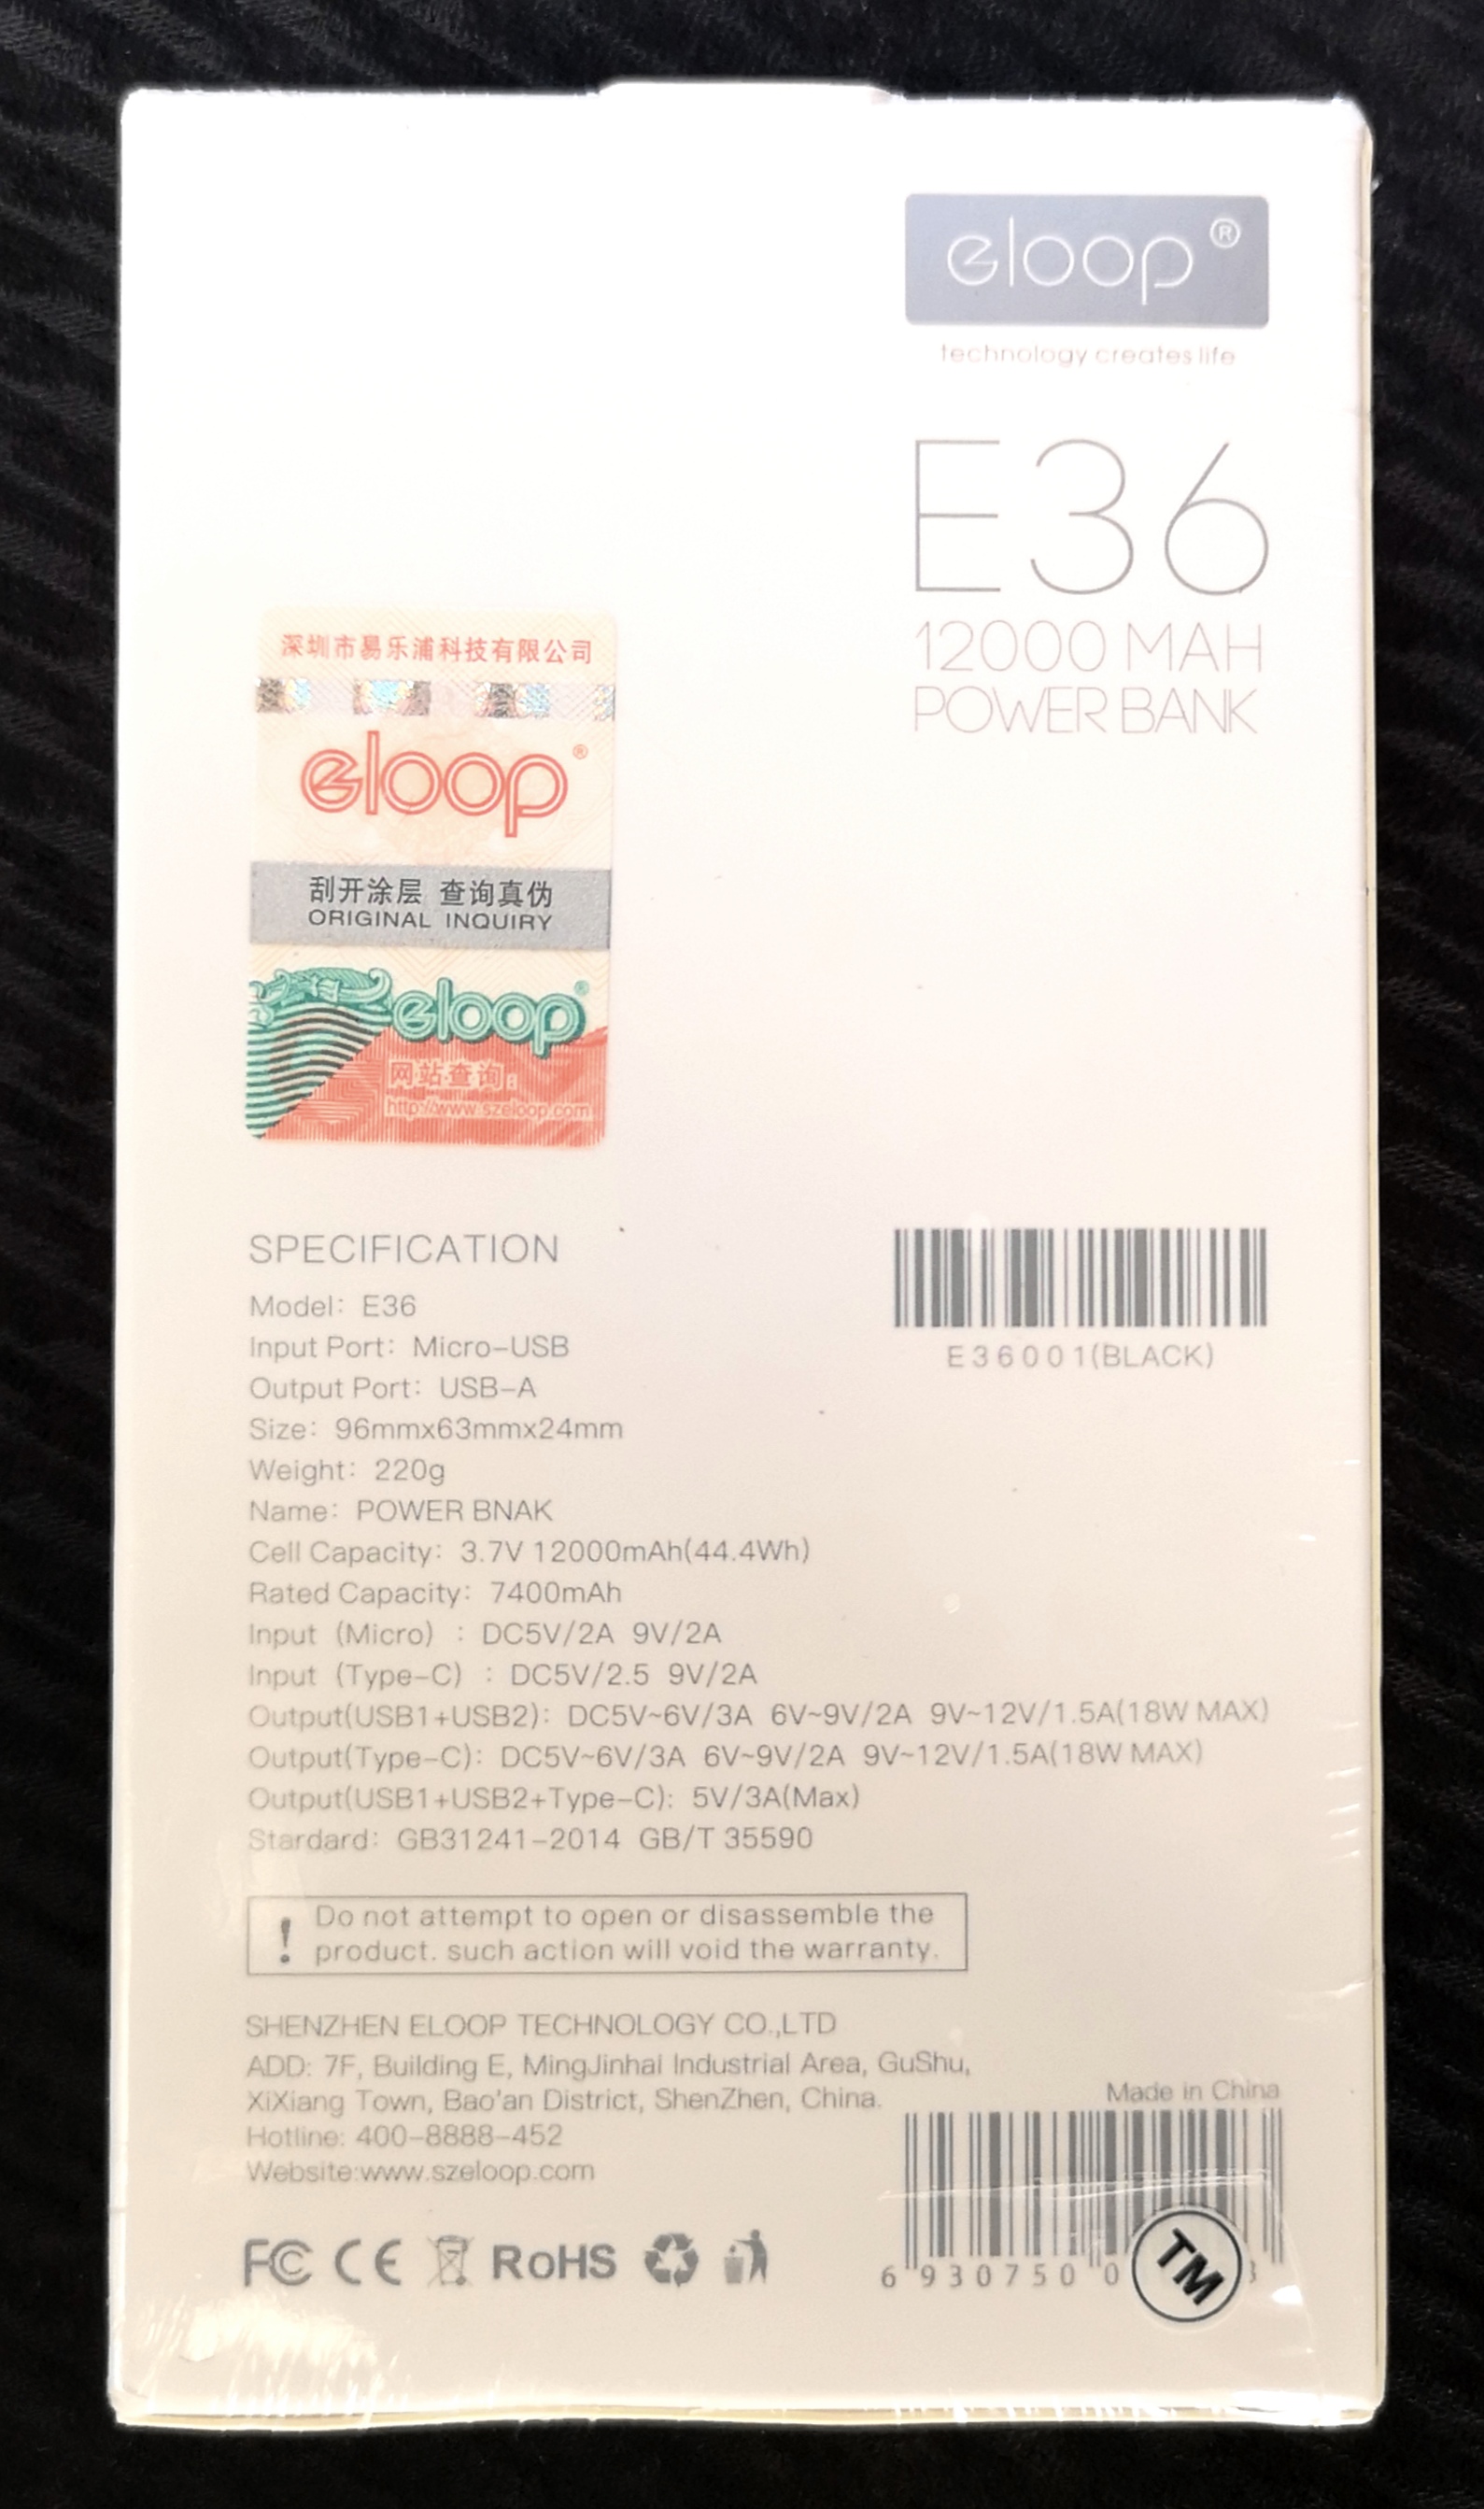 eloop®
technology creates life
E36
12000 MAH
POWER BANK
深圳市易乐浦科技有限公司
eloop®
刮开涂层 查询真伪
ORIGINAL INQUIRY
eloop®
网站查询:
http://www.szeloop.com
SPECIFICATION
Model: E36
Input Port: Micro-USB
Output Port: USB-A
Size: 96mmx63mmx24mm
Weight: 220g
Name: POWER BNAK
Cell Capacity: 3.7V 12000mAh(44.4Wh)
Rated Capacity: 7400mAh
Input (Micro) : DC5V/2A 9V/2A
Input (Type-C) : DC5V/2.5 9V/2A
Output(USB1+USB2): DC5V~6V/3A 6V~9V/2A 9V~12V/1.5A(18W MAX)
Output(Type-C): DC5V~6V/3A 6V~9V/2A 9V~12V/1.5A(18W MAX)
Output(USB1+USB2+Type-C): 5V/3A(Max)
Stardard: GB31241-2014 GB/T 35590
E36001(BLACK)
! Do not attempt to open or disassemble the
product. such action will void the warranty.
SHENZHEN ELOOP TECHNOLOGY CO.,LTD
ADD: 7F, Building E, MingJinhai Industrial Area, GuShu,
XiXiang Town, Bao'an District, ShenZhen, China.
Hotline: 400-8888-452
Website:www.szeloop.com
FC CE RoHS
Made in China
6 930750 0
TM